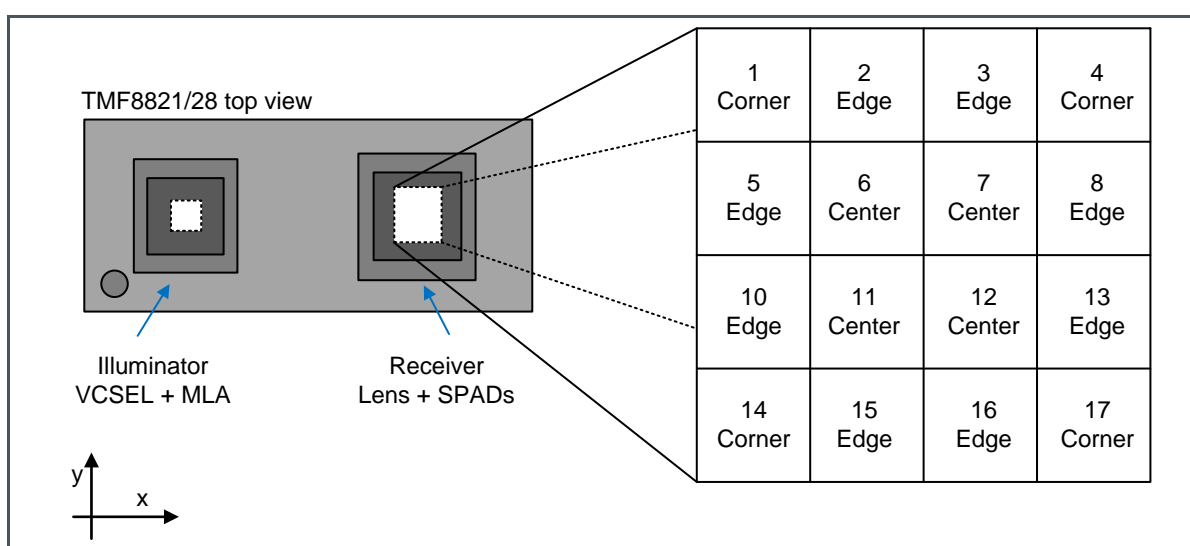 TMF8821/28 top view
Illuminator
VCSEL + MLA
Receiver
Lens + SPADs
y
x
1 2 3 4
Corner Edge Edge Corner
5 6 7 8
Edge Center Center Edge
10 11 12 13
Edge Center Center Edge
14 15 16 17
Corner Edge Edge Corner